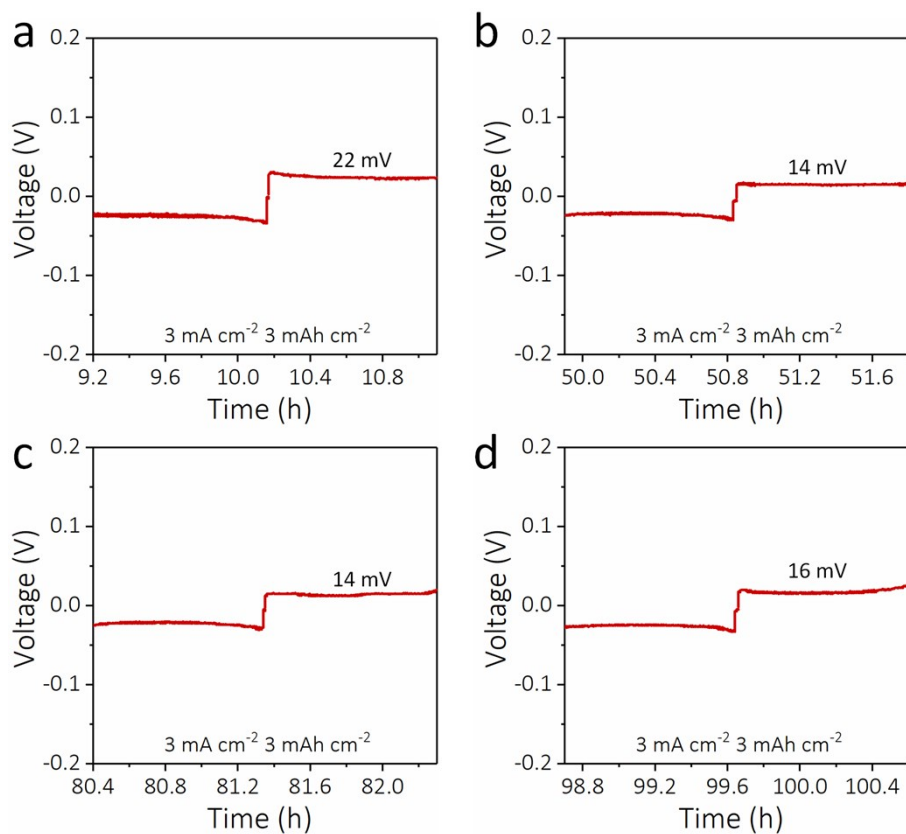 a
0.2
0.1
0.0
-0.1
-0.2
Voltage (V)
22 mV
3 mA cm⁻² 3 mAh cm⁻²
9.2 9.6 10.0 10.4 10.8
Time (h)
b
0.2
0.1
0.0
-0.1
-0.2
Voltage (V)
14 mV
3 mA cm⁻² 3 mAh cm⁻²
50.0 50.4 50.8 51.2 51.6
Time (h)
c
0.2
0.1
0.0
-0.1
-0.2
Voltage (V)
14 mV
3 mA cm⁻² 3 mAh cm⁻²
80.4 80.8 81.2 81.6 82.0
Time (h)
d
0.2
0.1
0.0
-0.1
-0.2
Voltage (V)
16 mV
3 mA cm⁻² 3 mAh cm⁻²
98.8 99.2 99.6 100.0 100.4
Time (h)